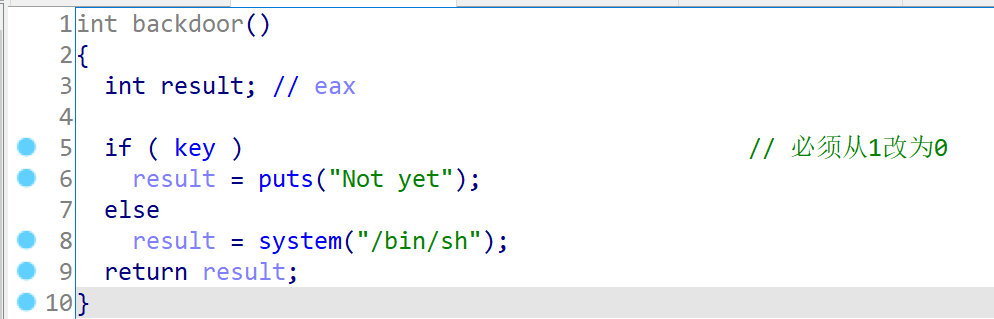 1 int backdoor()
2 {
3   int result; // eax
4
5   if ( key )                                     // 必须从1改为0
6     result = puts("Not yet");
7   else
8     result = system("/bin/sh");
9   return result;
10 }